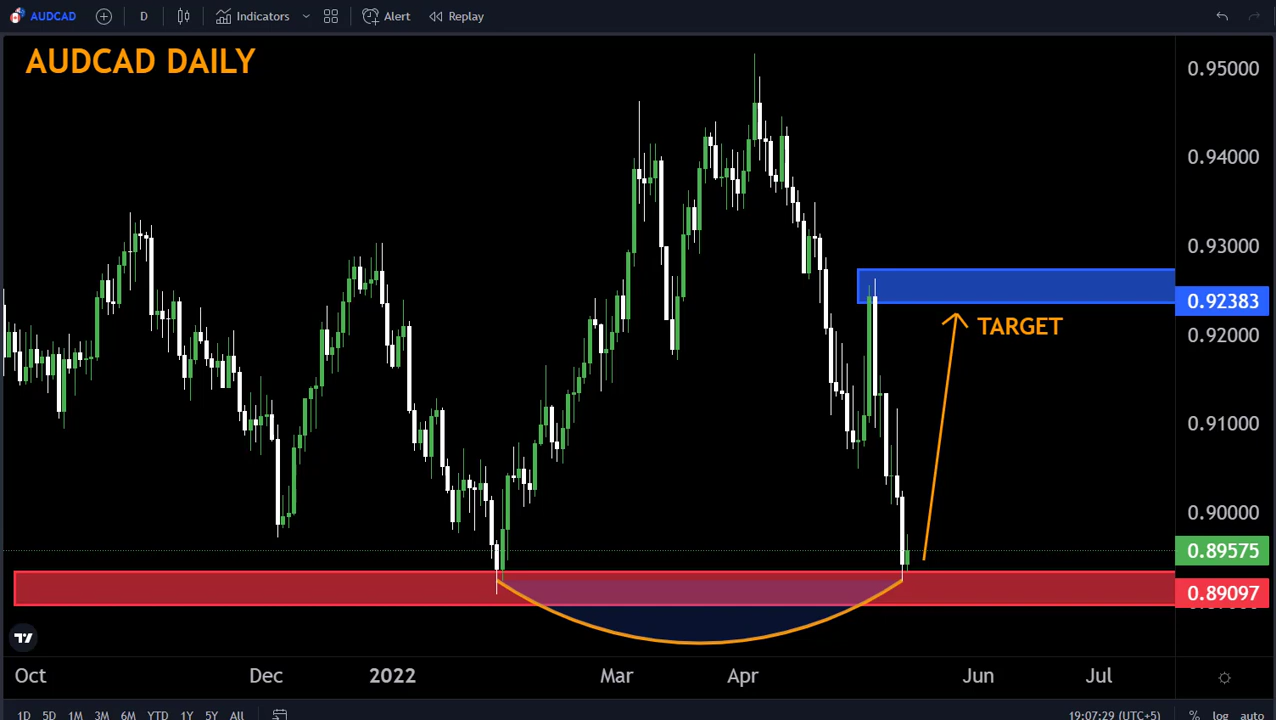 AUDCAD D Indicators Alert Replay
AUDCAD DAILY
0.95000
0.94000
0.93000
0.92383
TARGET
0.92000
0.91000
0.90000
0.89575
0.89097
Oct Dec 2022 Mar Apr Jun Jul
1D 5D 1M 3M 6M YTD 1Y 5Y All 19:07:29 (UTC+5) % log auto